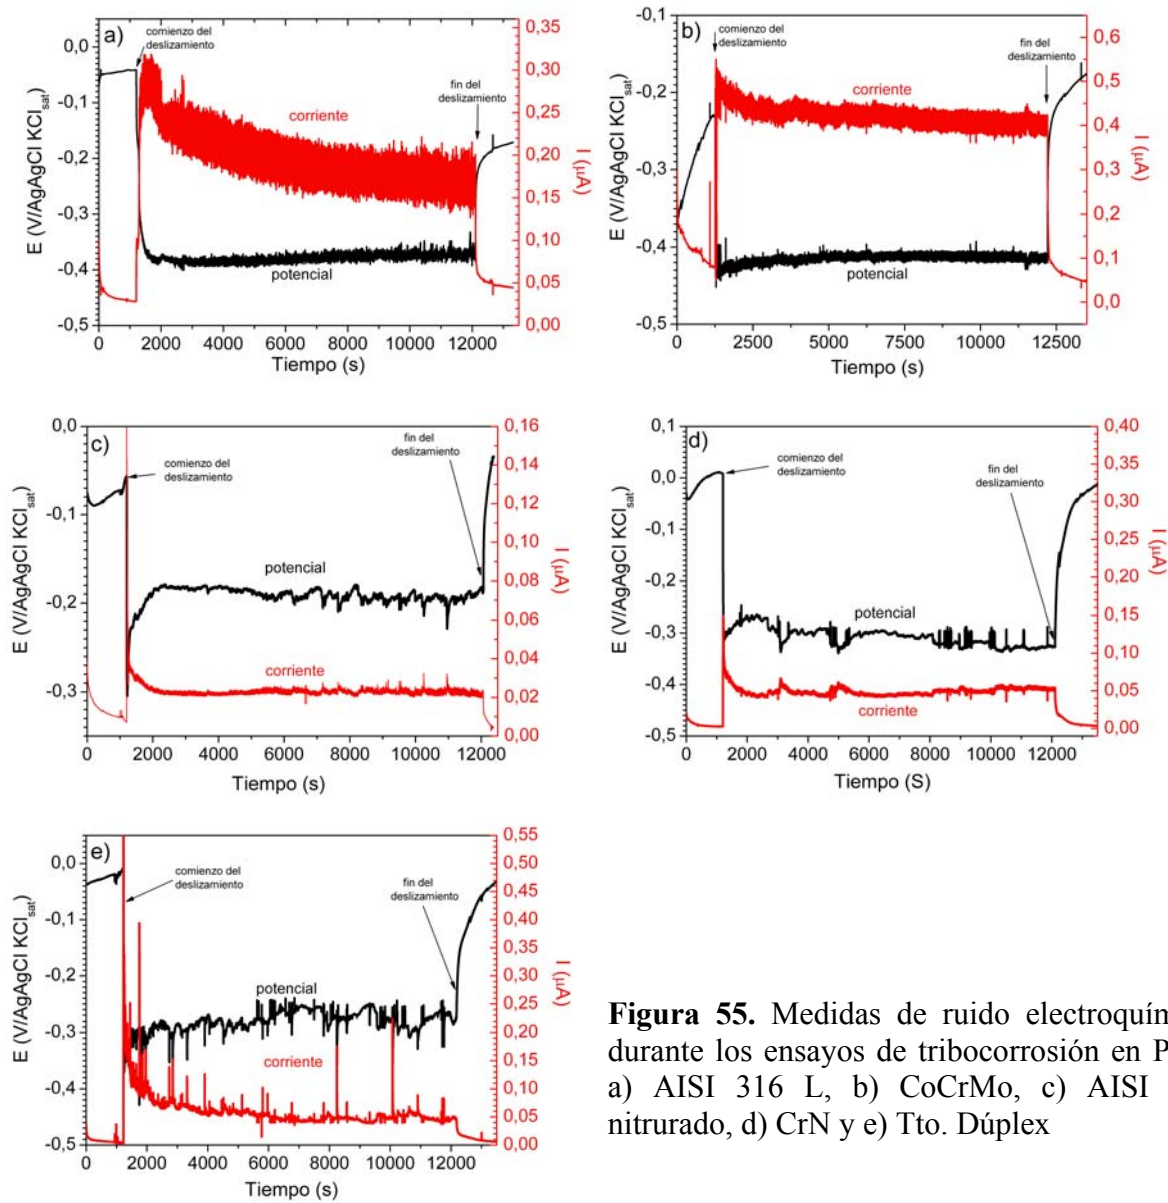 a)
comienzo del
deslizamiento
corriente
fin del
deslizamiento
potencial
E (V/AgAgCl KCl sat)
0,0
-0,1
-0,2
-0,3
-0,4
-0,5
0 2000 4000 6000 8000 10000 12000
Tiempo (s)
0,35
0,30
0,25
0,20
0,15
0,10
0,05
0,00
I (µA)
b)
comienzo del
deslizamiento
fin del
deslizamiento
corriente
potencial
E (V/AgAgCl KCl sat)
-0,1
-0,2
-0,3
-0,4
-0,5
0 2500 5000 7500 10000 12500
Tiempo (s)
0,6
0,5
0,4
0,3
0,2
0,1
0,0
I (µA)
c)
comienzo del
deslizamiento
fin del
deslizamiento
potencial
corriente
E (V/AgAgCl KCl sat)
0,0
-0,1
-0,2
-0,3
0 2000 4000 6000 8000 10000 12000
Tiempo (s)
0,16
0,14
0,12
0,10
0,08
0,06
0,04
0,02
0,00
I (µA)
d)
comienzo del
deslizamiento
fin del
deslizamiento
potencial
corriente
E (V/AgAgCl KCl sat)
0,1
0,0
-0,1
-0,2
-0,3
-0,4
-0,5
0 2000 4000 6000 8000 10000 12000
Tiempo (S)
0,40
0,35
0,30
0,25
0,20
0,15
0,10
0,05
0,00
I (µA)
e)
comienzo del
deslizamiento
fin del
deslizamiento
potencial
corriente
E (V/AgAgCl KCl sat)
0,0
-0,1
-0,2
-0,3
-0,4
-0,5
0 2000 4000 6000 8000 10000 12000
Tiempo (s)
0,55
0,50
0,45
0,40
0,35
0,30
0,25
0,20
0,15
0,10
0,05
0,00
I (µA)
Figura 55. Medidas de ruido electroquím
durante los ensayos de tribocorrosión en P
a) AISI 316 L, b) CoCrMo, c) AISI
nitrurado, d) CrN y e) Tto. Dúplex